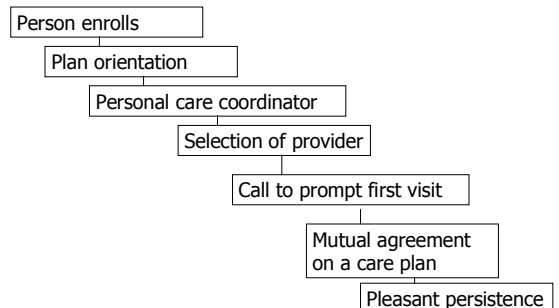 Person enrolls
Plan orientation
Personal care coordinator
Selection of provider
Call to prompt first visit
Mutual agreement
on a care plan
Pleasant persistence